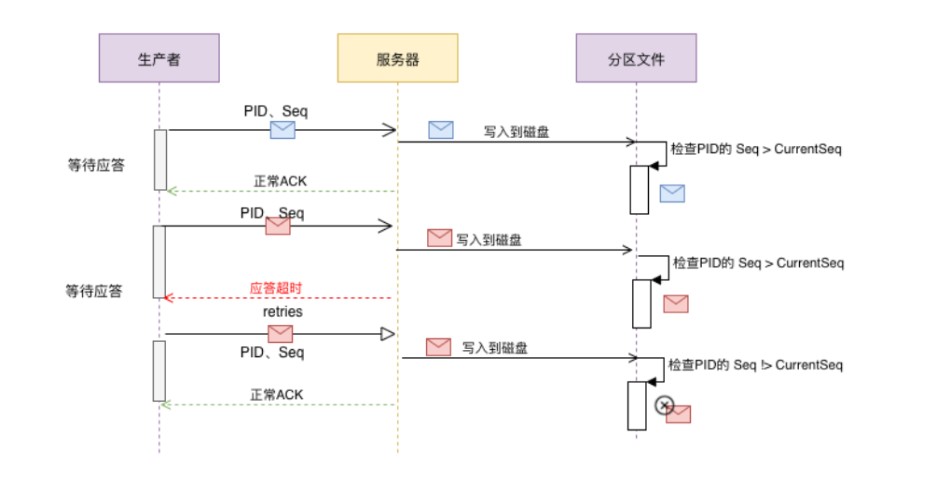 生产者
服务器
分区文件
PID、Seq
写入到磁盘
检查PID的 Seq > CurrentSeq
等待应答
正常ACK
PID、Seq
写入到磁盘
检查PID的 Seq > CurrentSeq
等待应答
应答超时
retries
PID、Seq
写入到磁盘
检查PID的 Seq !> CurrentSeq
正常ACK